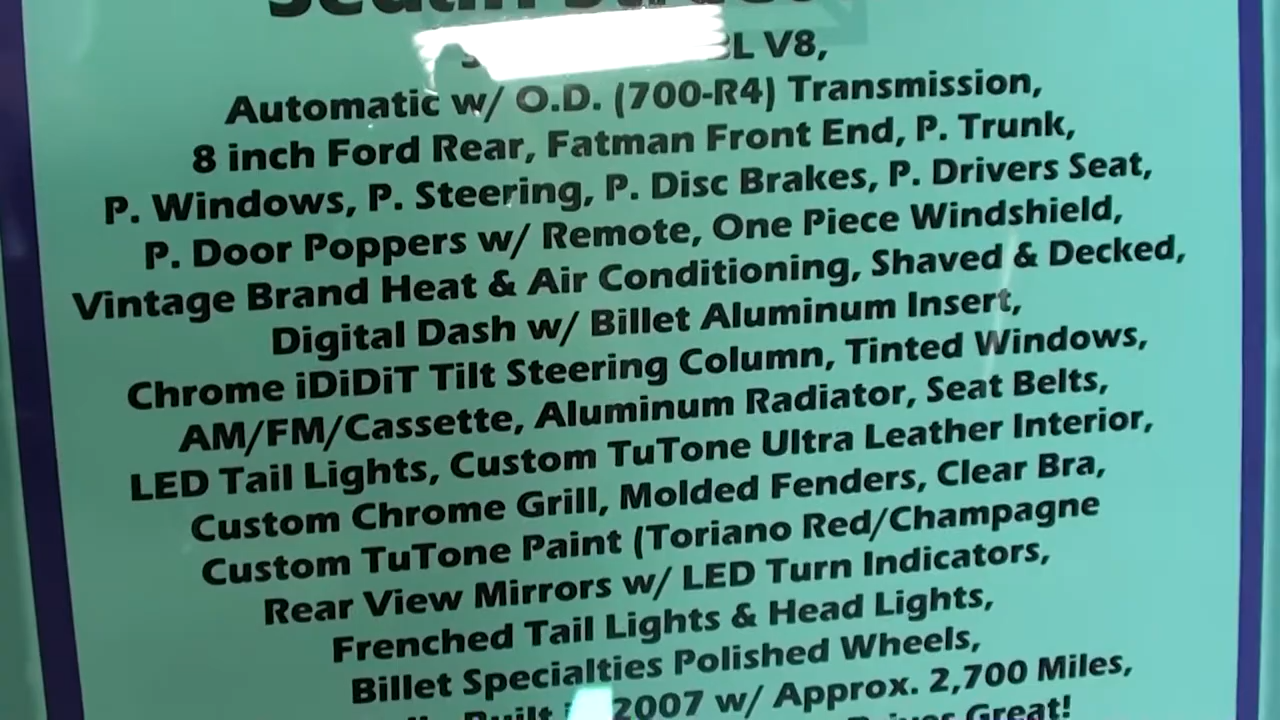 V8,
Automatic w/ O.D. (700-R4) Transmission,
8 inch Ford Rear, Fatman Front End, P. Trunk,
P. Windows, P. Steering, P. Disc Brakes, P. Drivers Seat,
P. Door Poppers w/ Remote, One Piece Windshield,
Vintage Brand Heat & Air Conditioning, Shaved & Decked,
Digital Dash w/ Billet Aluminum Insert,
Chrome iDiDiT Tilt Steering Column, Tinted Windows,
AM/FM/Cassette, Aluminum Radiator, Seat Belts,
LED Tail Lights, Custom TuTone Ultra Leather Interior,
Custom Chrome Grill, Molded Fenders, Clear Bra,
Custom TuTone Paint (Toriano Red/Champagne
Rear View Mirrors w/ LED Turn Indicators,
Frenched Tail Lights & Head Lights,
Billet Specialties Polished Wheels,
Built 2007 w/ Approx. 2,700 Miles,
Great!